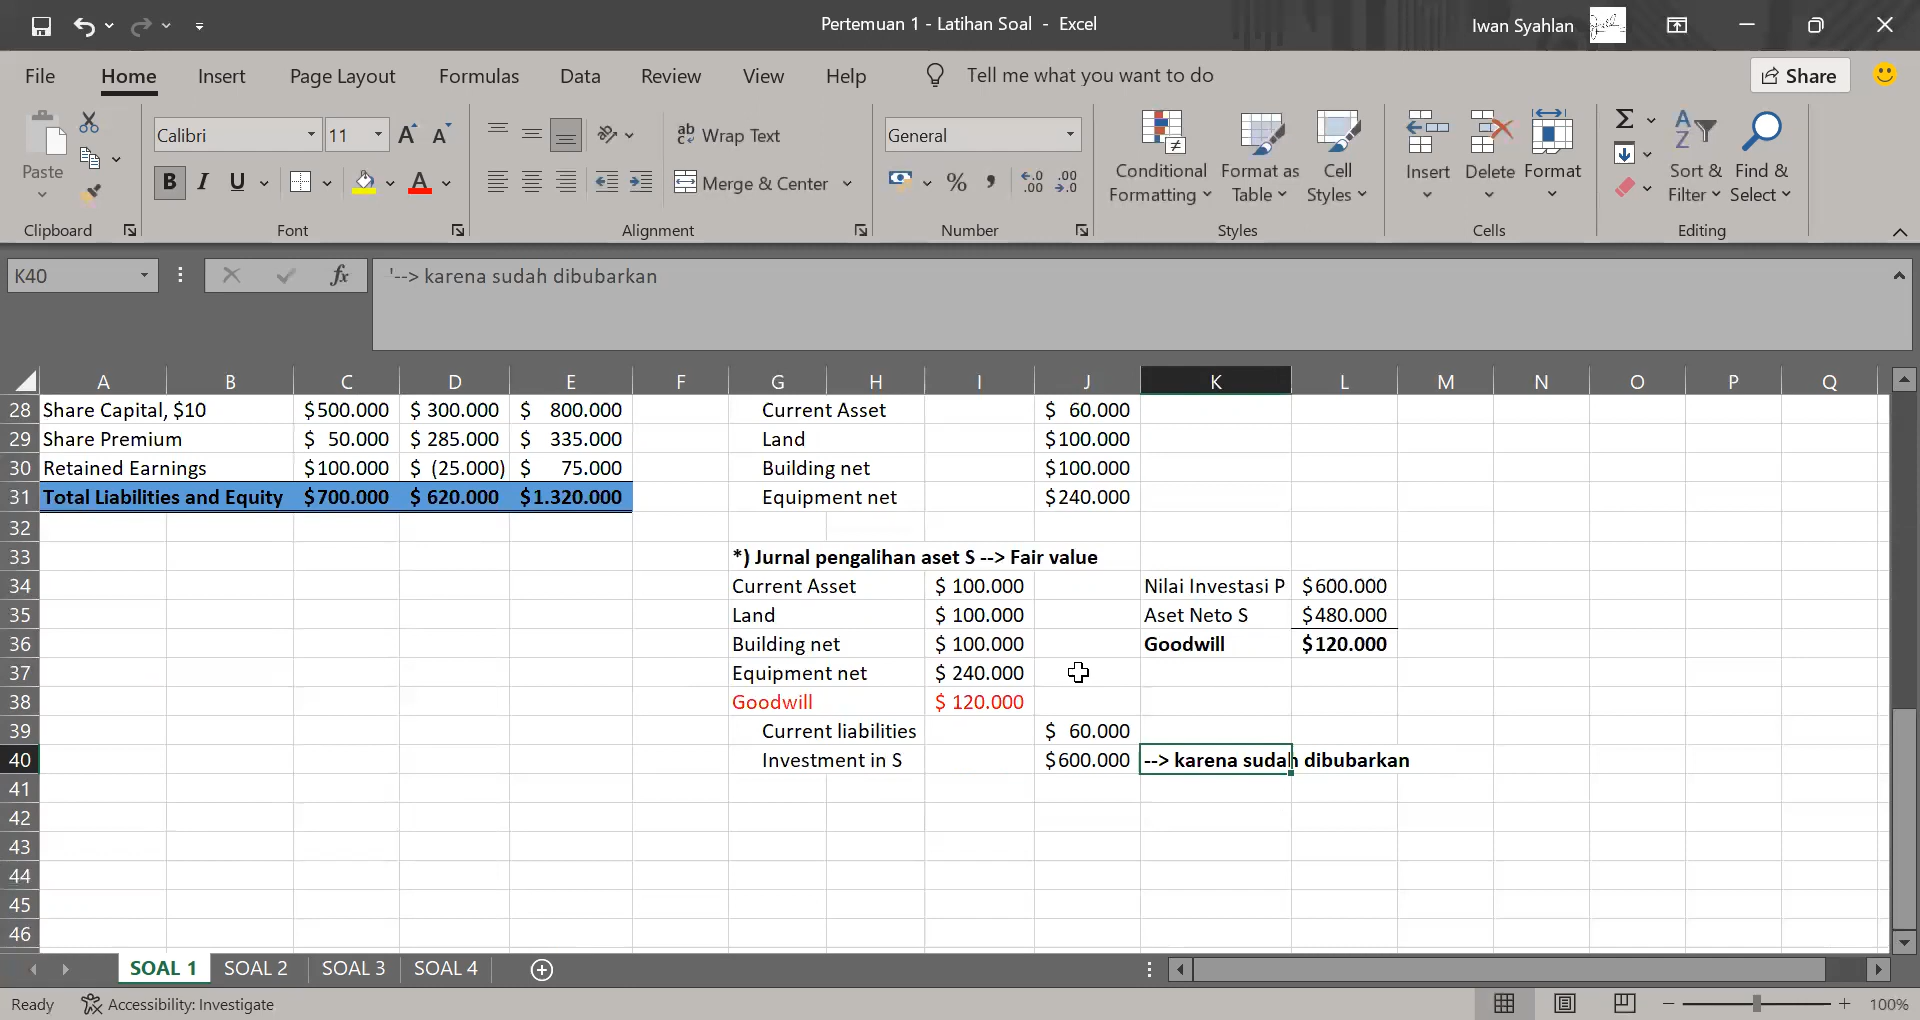 Pertemuan 1 - Latihan Soal - Excel
Iwan Syahlan
File Home Insert Page Layout Formulas Data Review View Help Tell me what you want to do Share
Calibri 11 A A ab Wrap Text General
Paste B I U A Merge & Center % , .00 .00 Conditional Formatting Format as Table Cell Styles Insert Delete Format Σ Sort & Filter Find & Select
Clipboard Font Alignment Number Styles Cells Editing
K40 fx '--> karena sudah dibubarkan
A B C D E F G H I J K L M N O P Q
28 Share Capital, $10 $500.000 $ 300.000 $ 800.000 Current Asset $ 60.000
29 Share Premium $ 50.000 $ 285.000 $ 335.000 Land $100.000
30 Retained Earnings $100.000 $ (25.000) $ 75.000 Building net $100.000
31 Total Liabilities and Equity $700.000 $ 620.000 $1.320.000 Equipment net $240.000
32
33 *) Jurnal pengalihan aset S --> Fair value
34 Current Asset $ 100.000 Nilai Investasi P $600.000
35 Land $ 100.000 Aset Neto S $480.000
36 Building net $ 100.000 Goodwill $120.000
37 Equipment net $ 240.000
38 Goodwill $ 120.000
39 Current liabilities $ 60.000
40 Investment in S $600.000 --> karena sudah dibubarkan
41
42
43
44
45
46
SOAL 1 SOAL 2 SOAL 3 SOAL 4
Ready Accessibility: Investigate 100%